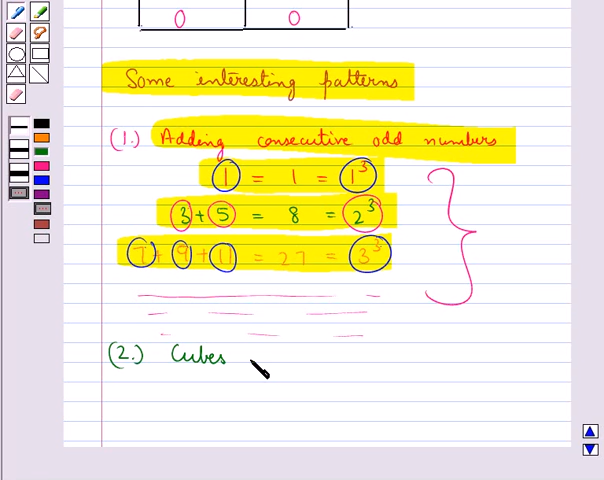 0 0
Some interesting patterns
(1.) Adding consecutive odd numbers
1 = 1 = 1³
3 + 5 = 8 = 2³
7 + 9 + 11 = 27 = 3³
(2.) Cubes